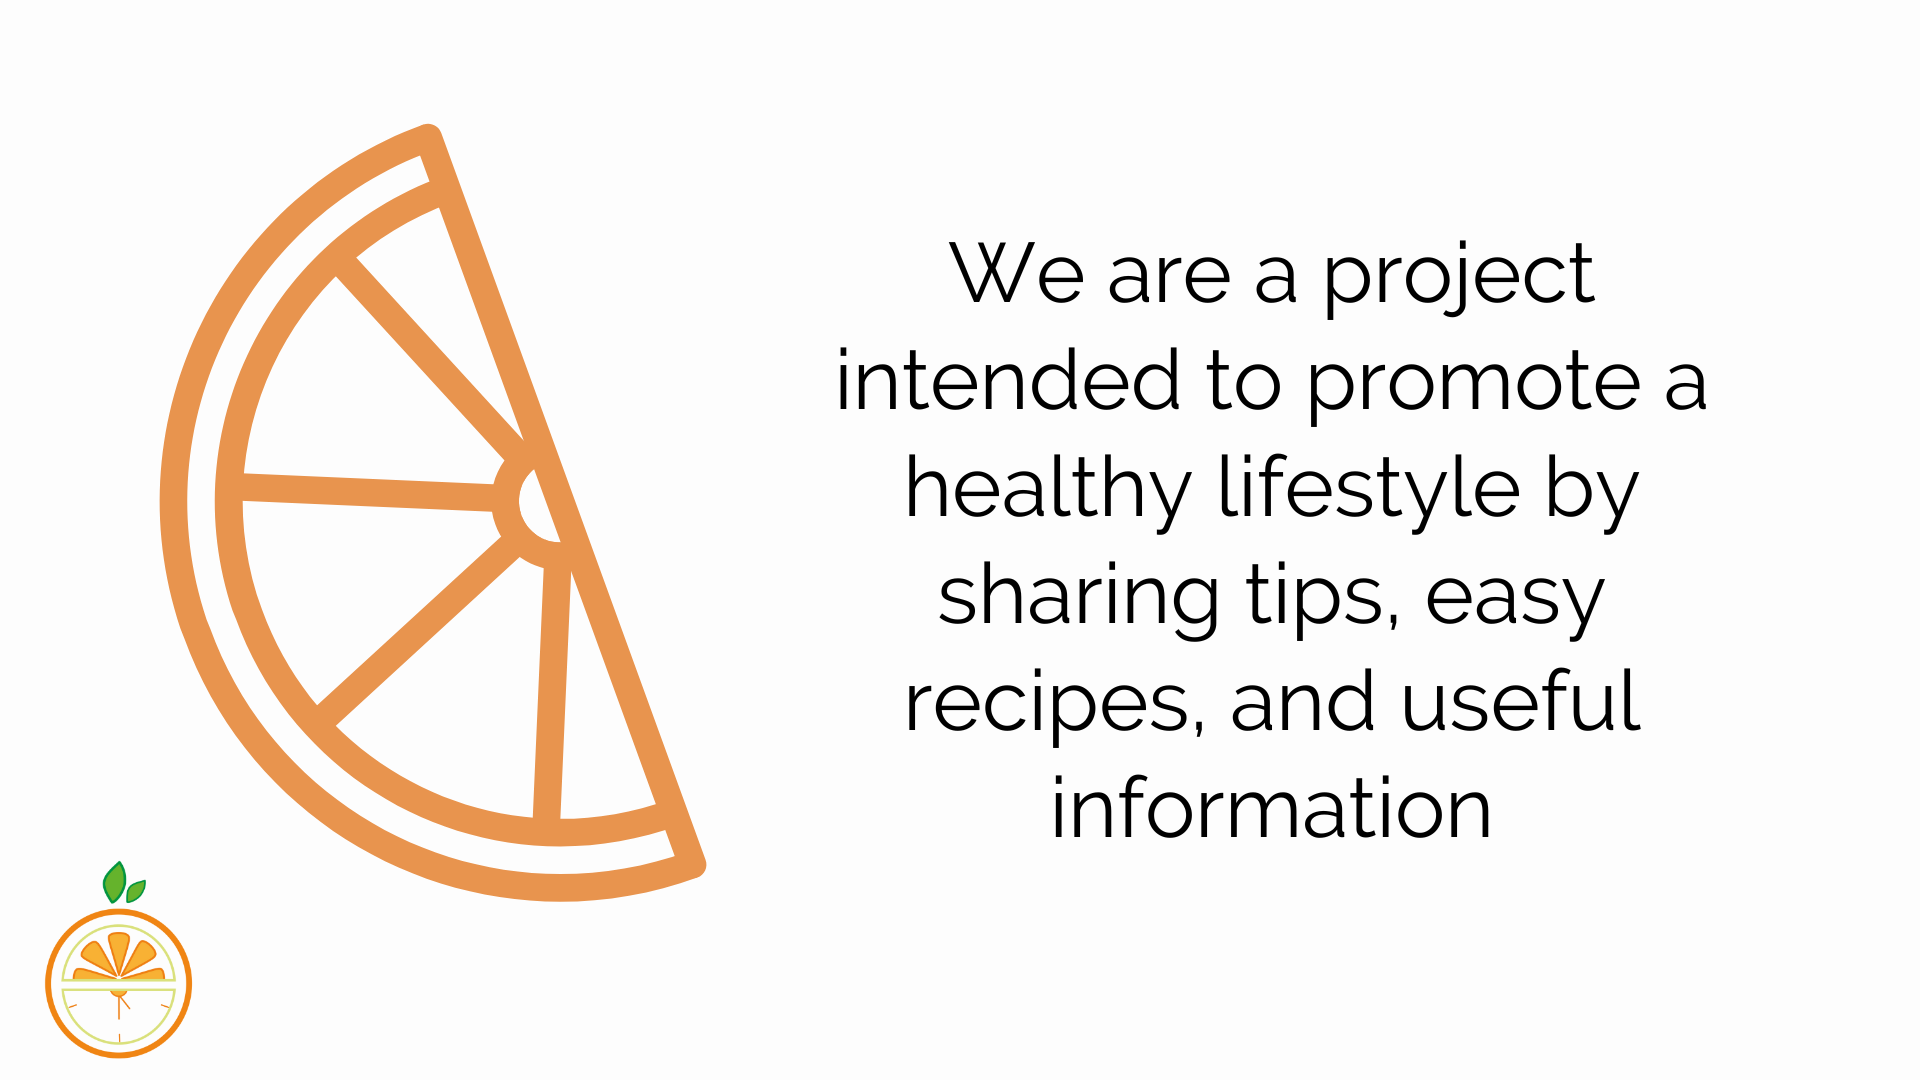 We are a project
intended to promote a
healthy lifestyle by
sharing tips, easy
recipes, and useful
information